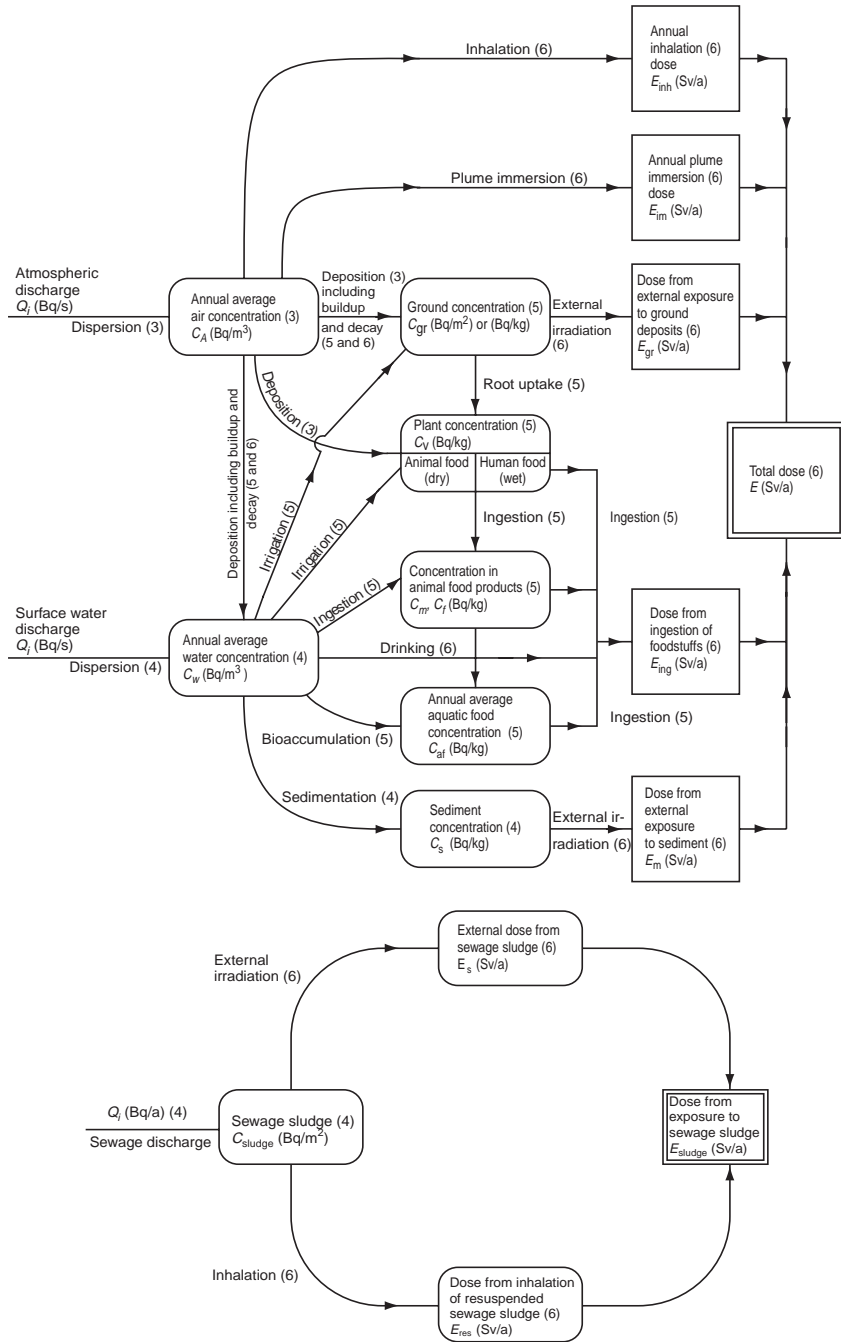 Inhalation (6)
Annual
inhalation (6)
dose
E_inh (Sv/a)
Plume immersion (6)
Annual plume
immersion (6)
dose
E_im (Sv/a)
Atmospheric
discharge
Q_i (Bq/s)
Dispersion (3)
Annual average
air concentration (3)
C_A (Bq/m³)
Deposition (3)
including
buildup
and decay
(5 and 6)
Ground concentration (5)
C_gr (Bq/m²) or (Bq/kg)
External
irradiation
(6)
Dose from
external exposure
to ground
deposits (6)
E_gr (Sv/a)
Deposition including buildup and
decay (5 and 6)
Deposition (3)
Root uptake (5)
Plant concentration (5)
C_v (Bq/kg)
Animal food
(dry)
Human food
(wet)
Irrigation (5)
Irrigation (5)
Ingestion (5)
Ingestion (5)
Total dose (6)
E (Sv/a)
Ingestion (5)
Concentration in
animal food products (5)
C_m, C_f (Bq/kg)
Surface water
discharge
Q_i (Bq/s)
Dispersion (4)
Annual average
water concentration (4)
C_w (Bq/m³ )
Drinking (6)
Dose from
ingestion of
foodstuffs (6)
E_ing (Sv/a)
Bioaccumulation (5)
Annual average
aquatic food
concentration (5)
C_af (Bq/kg)
Ingestion (5)
Sedimentation (4)
Sediment
concentration (4)
C_s (Bq/kg)
External ir-
radiation (6)
Dose from
external
exposure
to sediment (6)
E_m (Sv/a)
External
irradiation (6)
External dose from
sewage sludge (6)
E_s (Sv/a)
Q_i (Bq/a) (4)
Sewage discharge
Sewage sludge (4)
C_sludge (Bq/m²)
Dose from
exposure to
sewage sludge
E_sludge (Sv/a)
Inhalation (6)
Dose from inhalation
of resuspended
sewage sludge (6)
E_res (Sv/a)